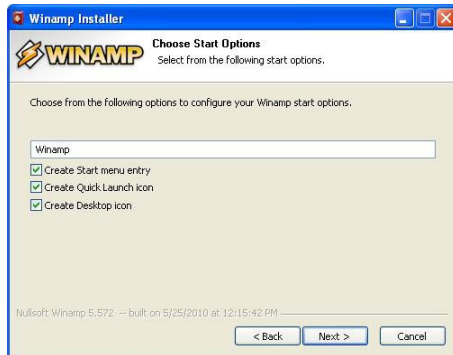 Winamp Installer
WINAMP
Choose Start Options
Select from the following start options.
Choose from the following options to configure your Winamp start options.
Winamp
Create Start menu entry
Create Quick Launch icon
Create Desktop icon
Nullsoft Winamp 5.572 -- built on 5/25/2010 at 12:15:42 PM
< Back Next > Cancel